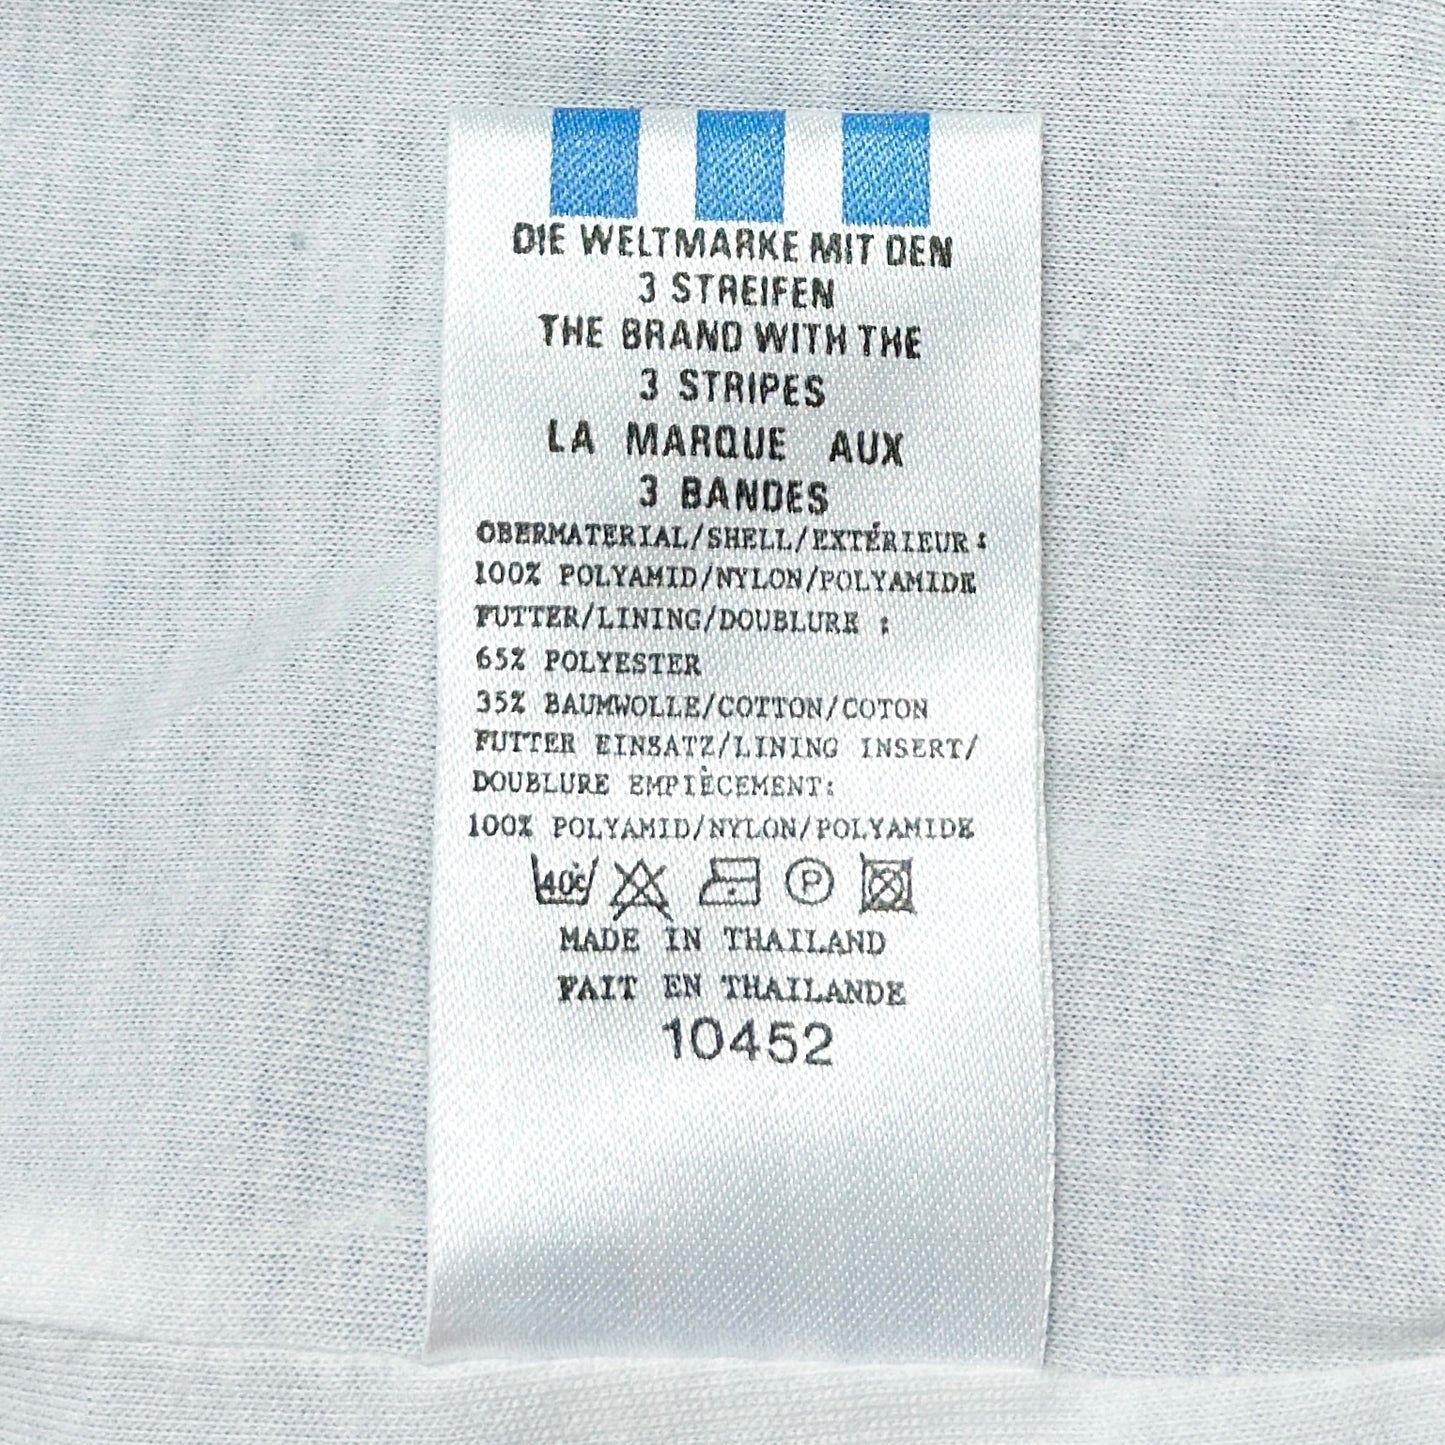 DIE WELTMARKE MIT DEN
3 STREIFEN
THE BRAND WITH THE
3 STRIPES
LA MARQUE AUX
3 BANDES
OBERMATERIAL/SHELL/EXTÉRIEUR:
100% POLYAMID/NYLON/POLYAMIDE
FUTTER/LINING/DOUBLURE :
65% POLYESTER
35% BAUMWOLLE/COTTON/COTON
FUTTER EINSATZ/LINING INSERT/
DOUBLURE EMPIÈCEMENT:
100% POLYAMID/NYLON/POLYAMIDE
40°C P
MADE IN THAILAND
FAIT EN THAILANDE
10452